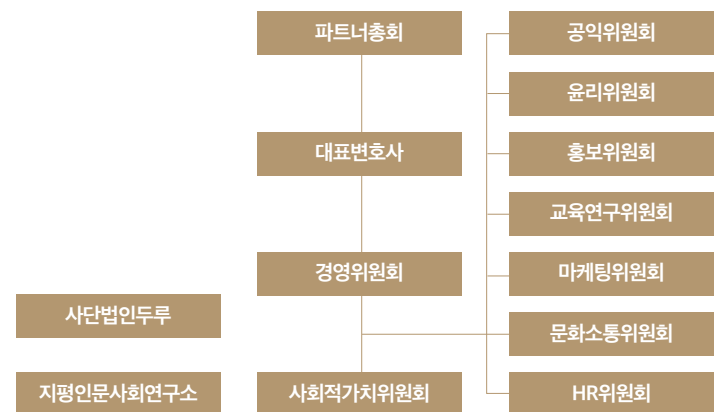 파트너총회
대표변호사
경영위원회
사회적가치위원회
사단법인두루
지평인문사회연구소
공익위원회
윤리위원회
홍보위원회
교육연구위원회
마케팅위원회
문화소통위원회
HR위원회